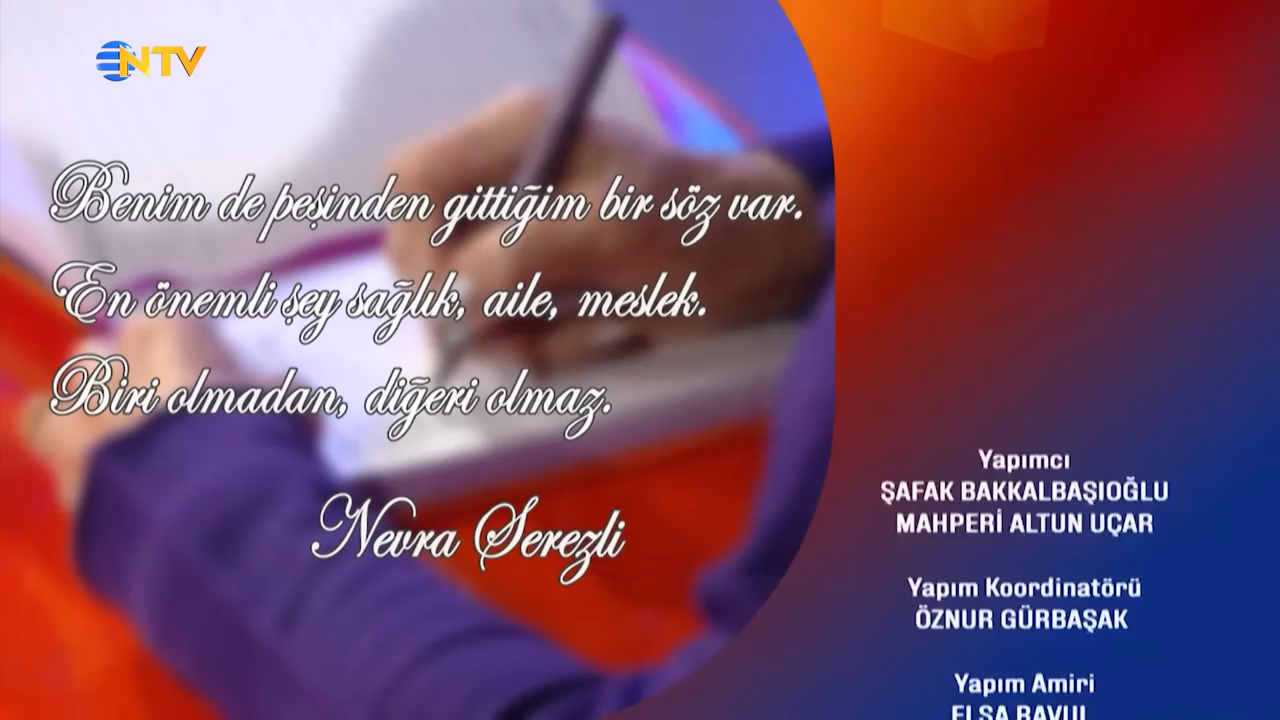 NTV
Benim de peşinden gittiğim bir söz var.
En önemli şey sağlık, aile, meslek.
Biri olmadan, diğeri olmaz.
Nevra Serezli
Yapımcı
ŞAFAK BAKKALBAŞIOĞLU
MAHPERİ ALTUN UÇAR
Yapım Koordinatörü
ÖZNUR GÜRBAŞAK
Yapım Amiri
ELSA